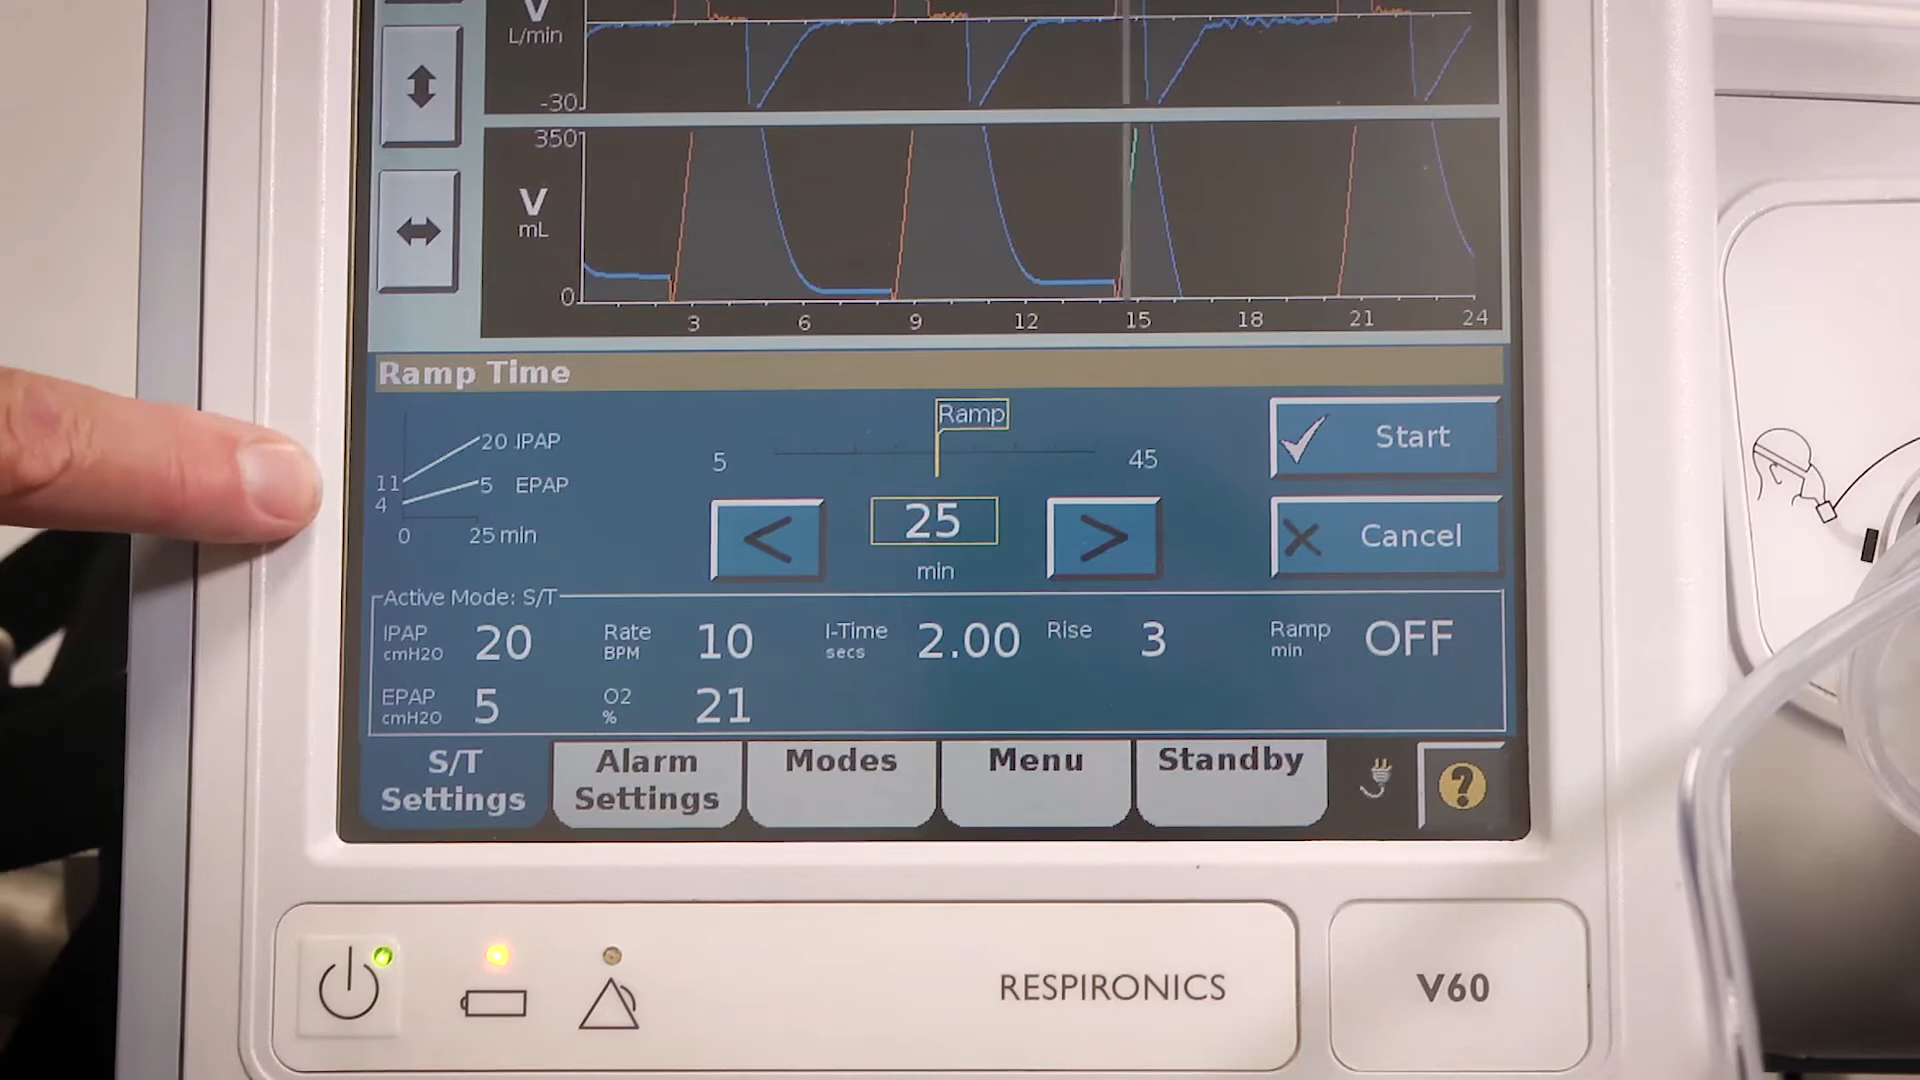 V
L/min
-30
350
V
mL
0
3 6 9 12 15 18 21 24
Ramp Time
20 IPAP
11
5 EPAP
4
0 25 min
Ramp
5 45
< 25 >
min
Start
Cancel
Active Mode: S/T
IPAP cmH2O 20
Rate BPM 10
I-Time secs 2.00
Rise 3
Ramp min OFF
EPAP cmH2O 5
O2 % 21
S/T Settings
Alarm Settings
Modes
Menu
Standby
?
RESPIRONICS
V60